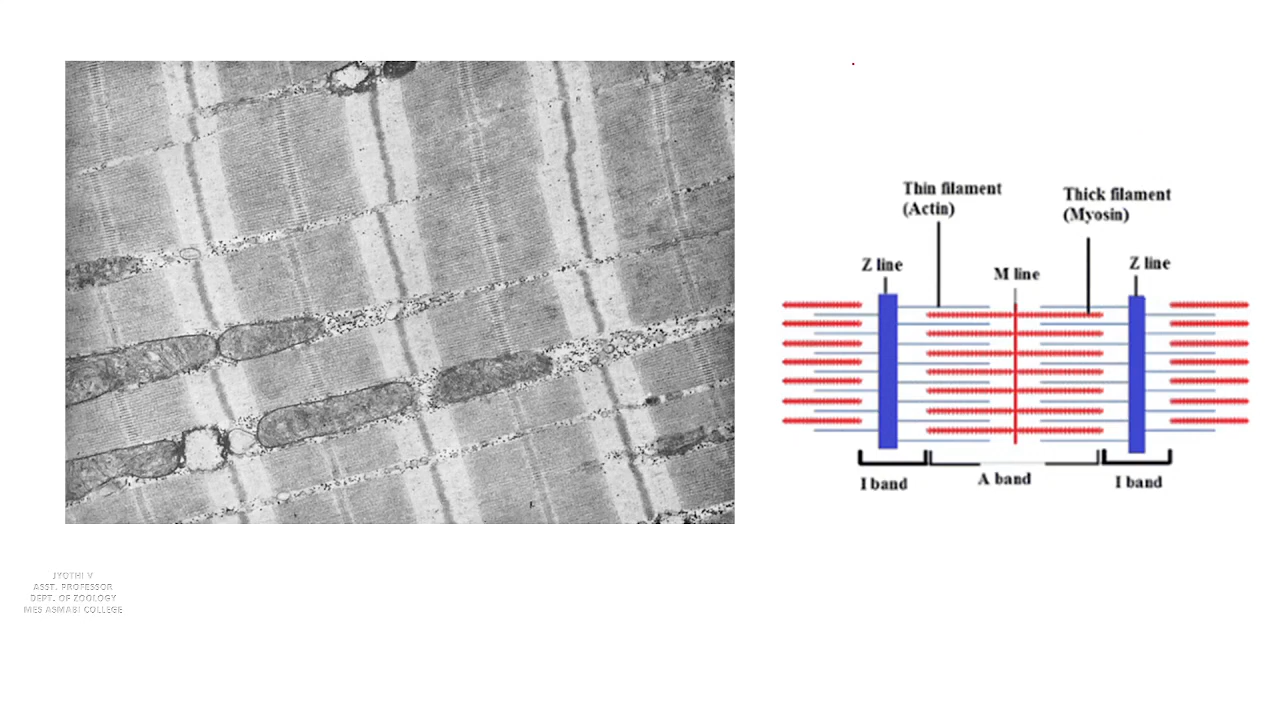 Thin filament
(Actin)
Thick filament
(Myosin)
Z line
M line
Z line
I band
A band
I band
JYOTHI V
ASST. PROFESSOR
DEPT. OF ZOOLOGY
MES ASMABI COLLEGE